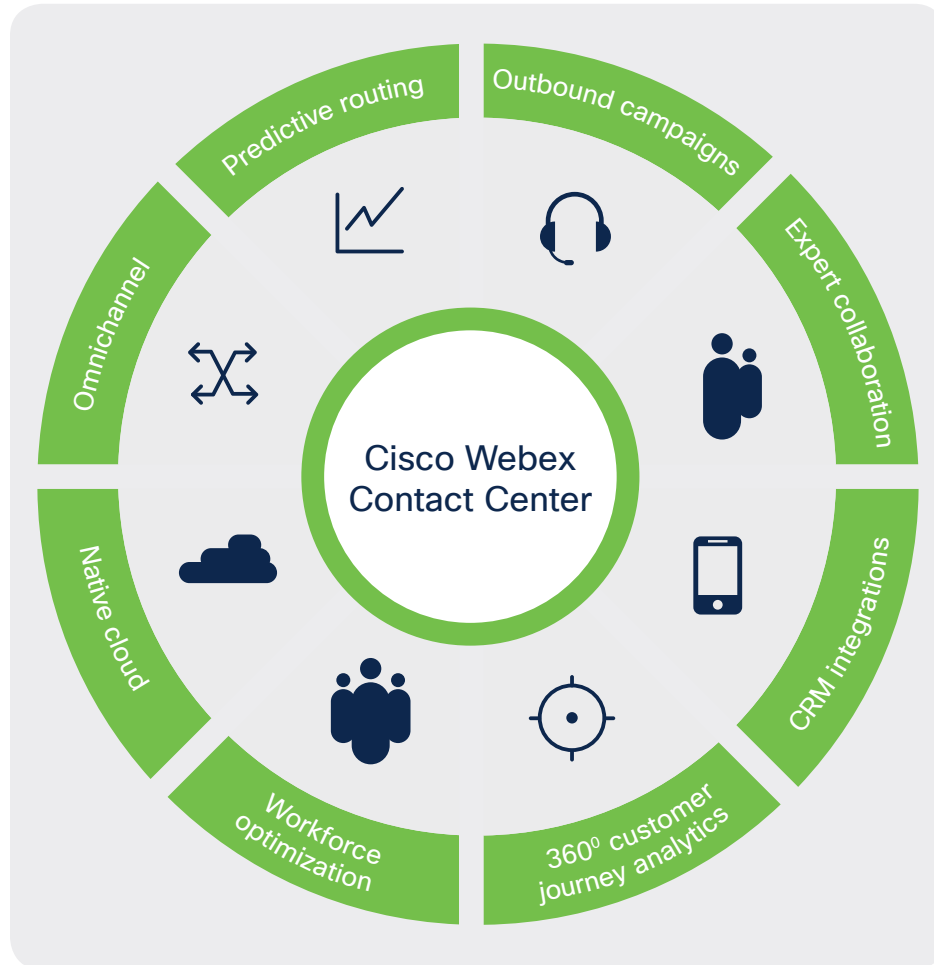 Predictive routing
Outbound campaigns
Expert collaboration
CRM integrations
360⁰ customer
journey analytics
Workforce
optimization
Native cloud
Omnichannel
Cisco Webex
Contact Center